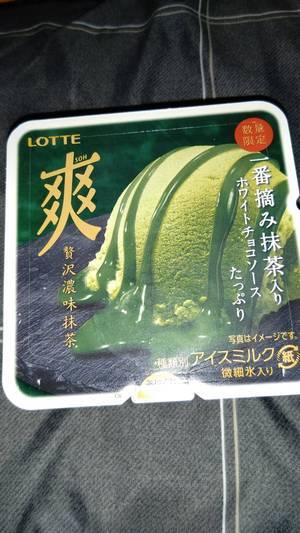 LOTTE
SOH
爽
贅沢濃味抹茶
数量
限定
一番摘み抹茶入り
ホワイトチョコソース
たっぷり
写真はイメージです。
種類別 アイスミルク
微細氷入り
紙